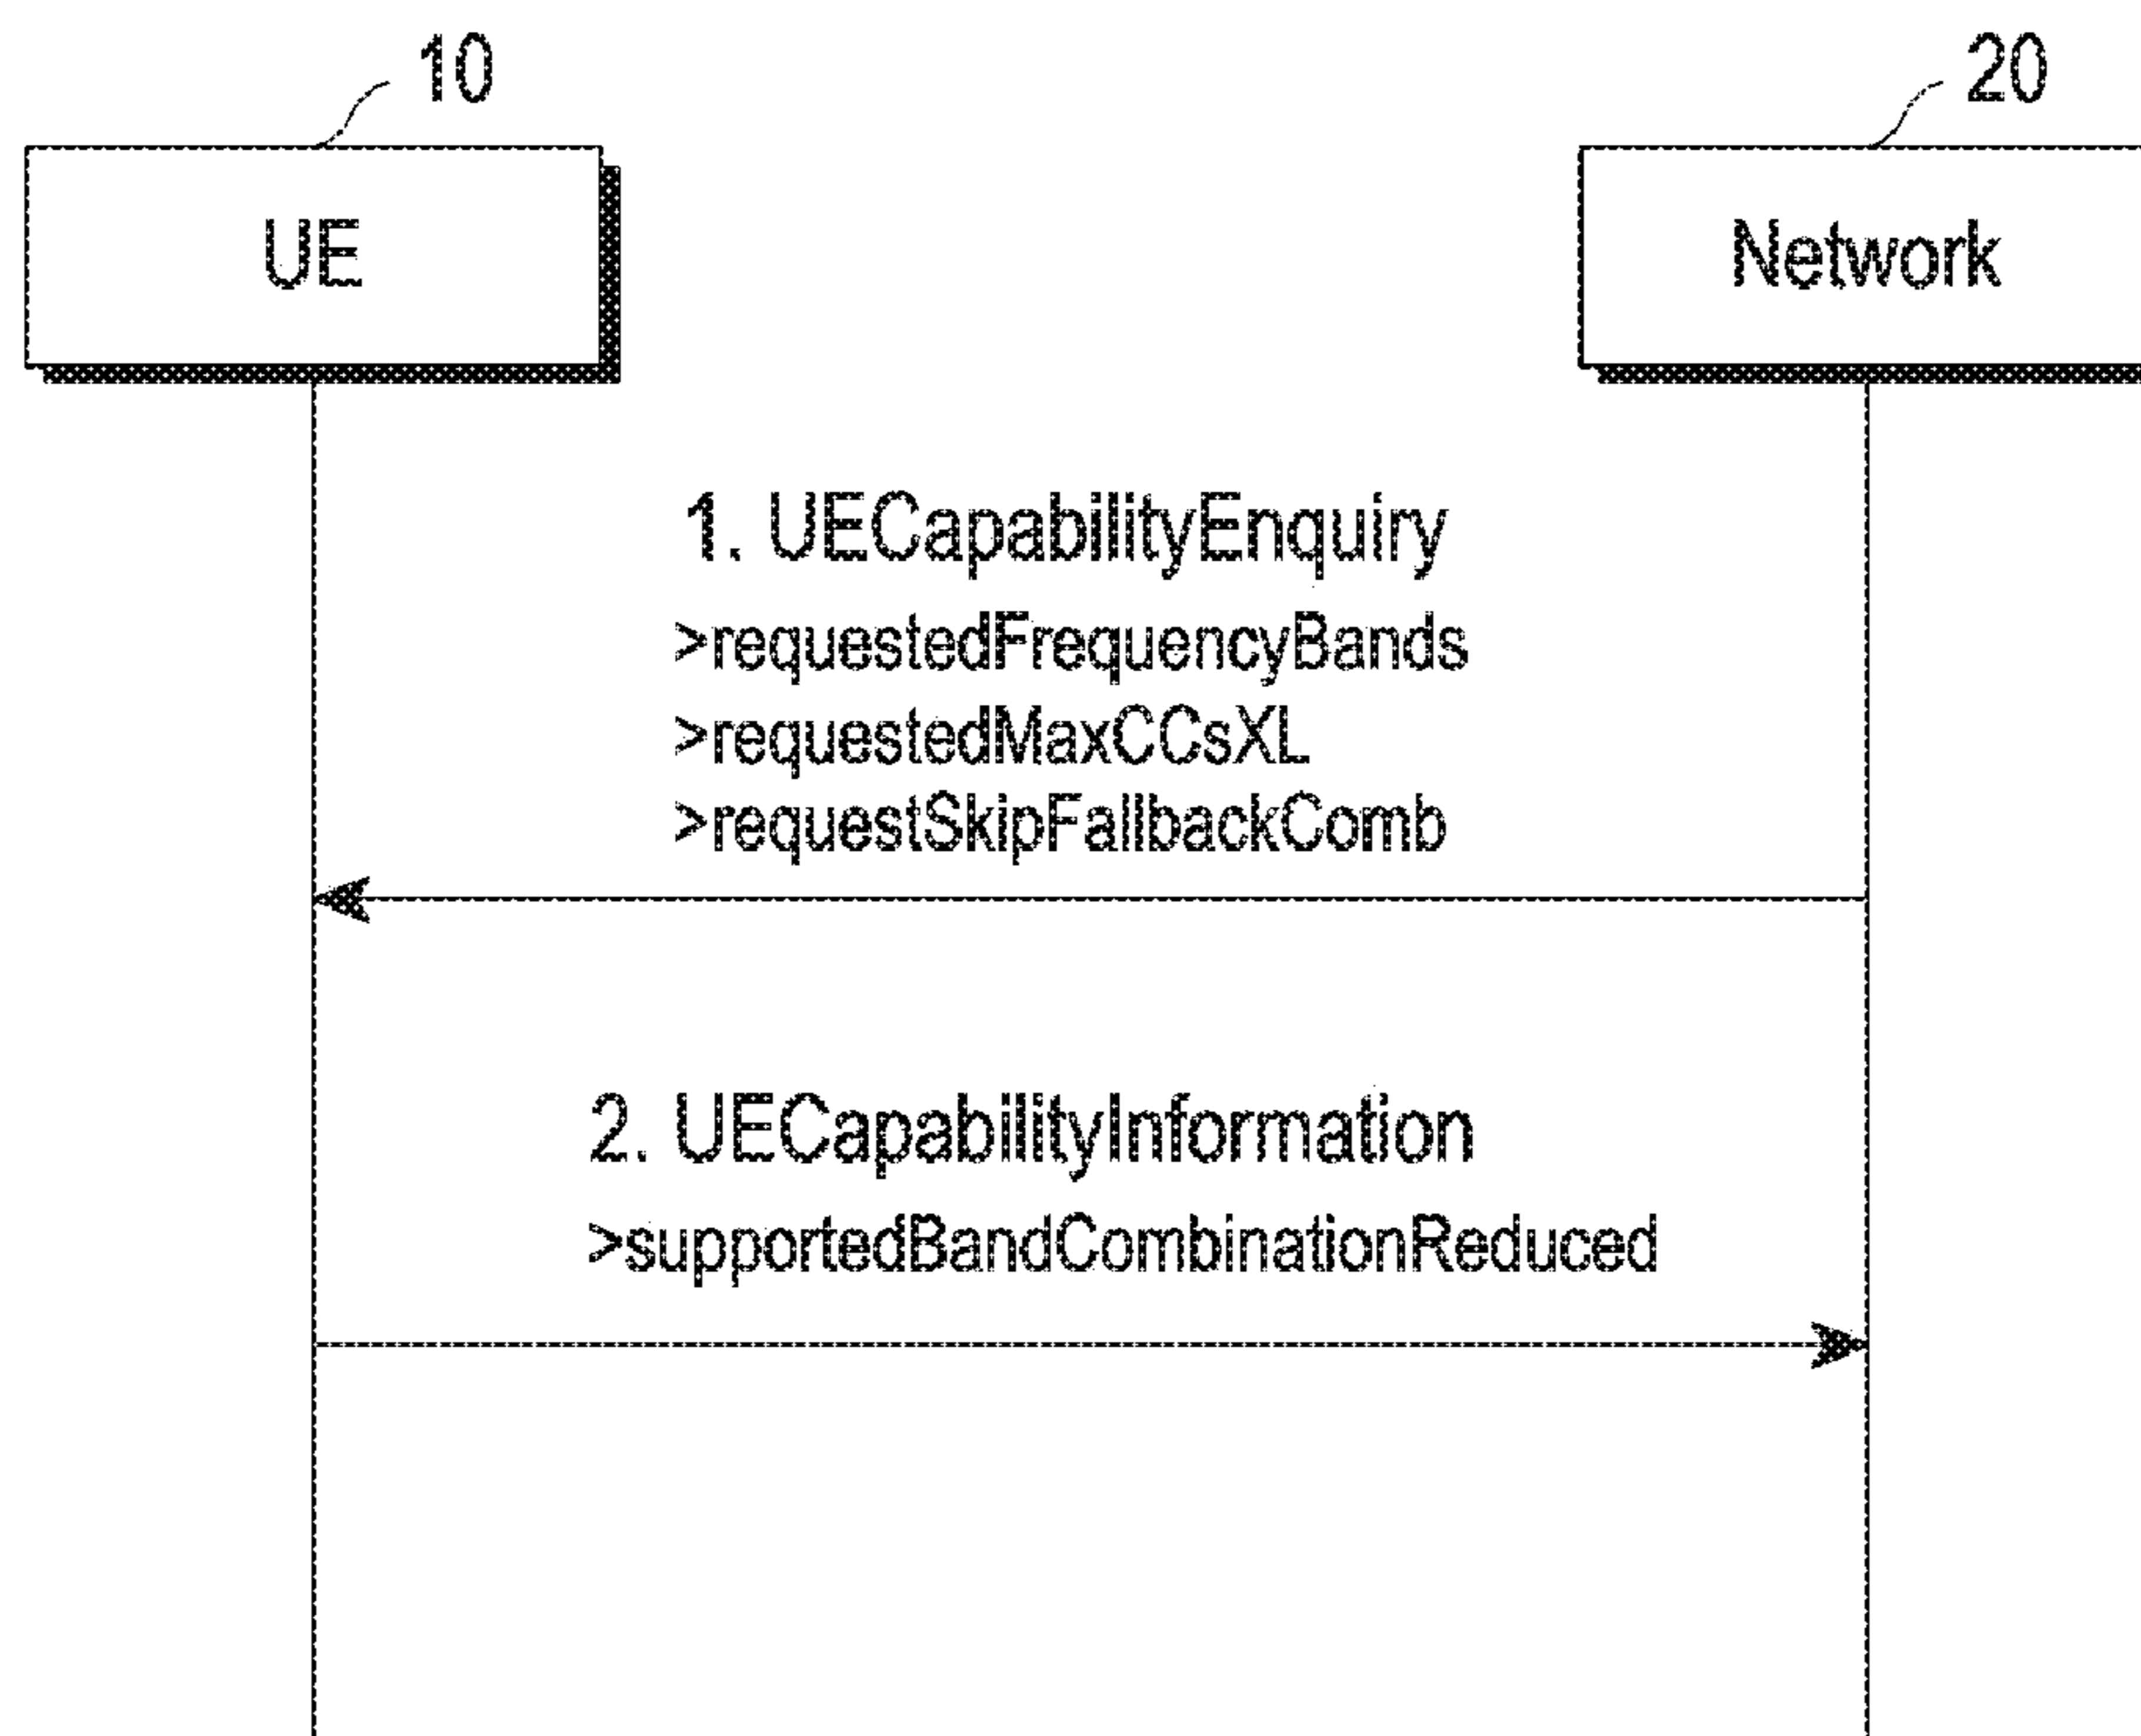 10
20
UE
Network
1. UECapabilityEnquiry
>requestedFrequencyBands
>requestedMaxCCsXL
>requestSkipFallbackComb
2. UECapabilityInformation
>supportedBandCombinationReduced